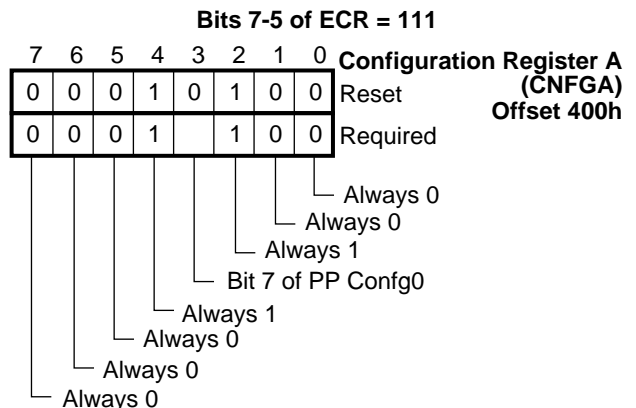 Bits 7-5 of ECR = 111
7 6 5 4 3 2 1 0 Configuration Register A
(CNFGA)
Offset 400h
0 0 0 1 0 1 0 0 Reset
0 0 0 1 1 0 0 Required
Always 0
Always 0
Always 1
Bit 7 of PP Confg0
Always 1
Always 0
Always 0
Always 0